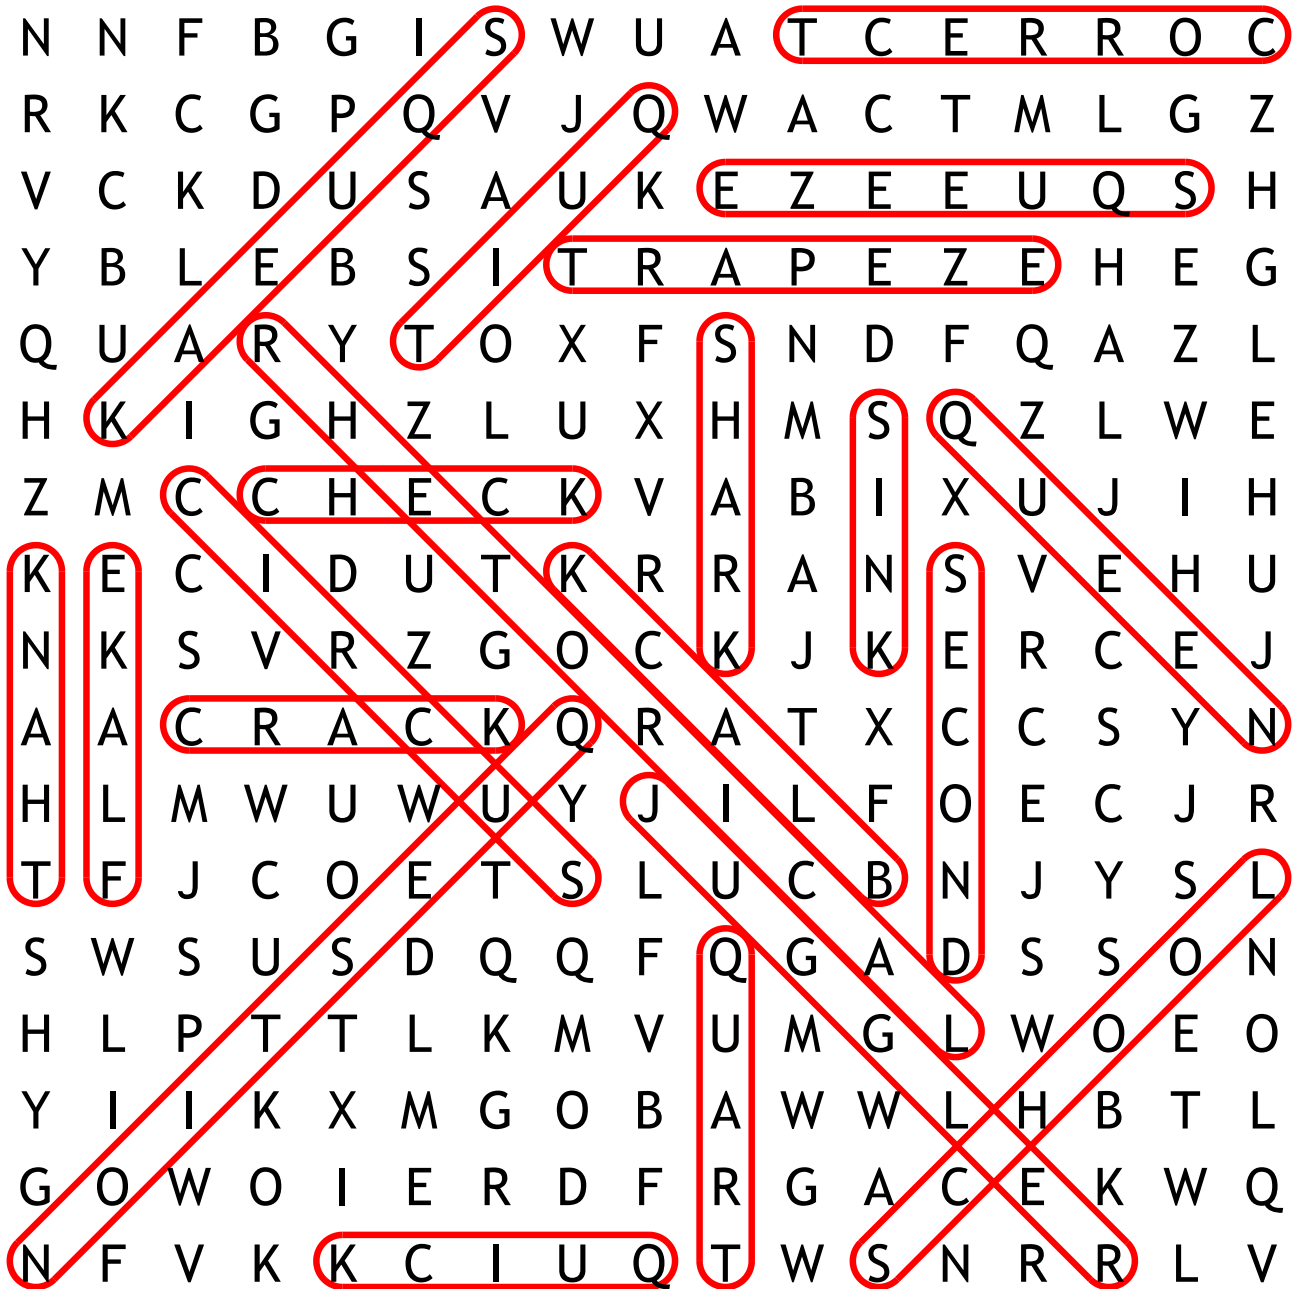 N N F B G I S W U A T C E R R O C
R K C G P Q V J Q W A C T M L G Z
V C K D U S A U K E Z E E U Q S H
Y B L E B S I T R A P E Z E H E G
Q U A R Y T O X F S N D F Q A Z L
H K I G H Z L U X H M S Q Z L W E
Z M C C H E C K V A B I X U J I H
K E C I D U T K R R A N S V E H U
N K S V R Z G O C K J K E R C E J
A A C R A C K Q R A T X C C S Y N
H L M W U W U Y J I L F O E C J R
T F J C O E T S L U C B N J Y S L
S W S U S D Q Q F Q G A D S S O N
H L P T T L K M V U M G L W O E O
Y I I K X M G O B A W W L H B T L
G O W O I E R D F R G A C E K W Q
N F V K K C I U Q T W S N R R L V